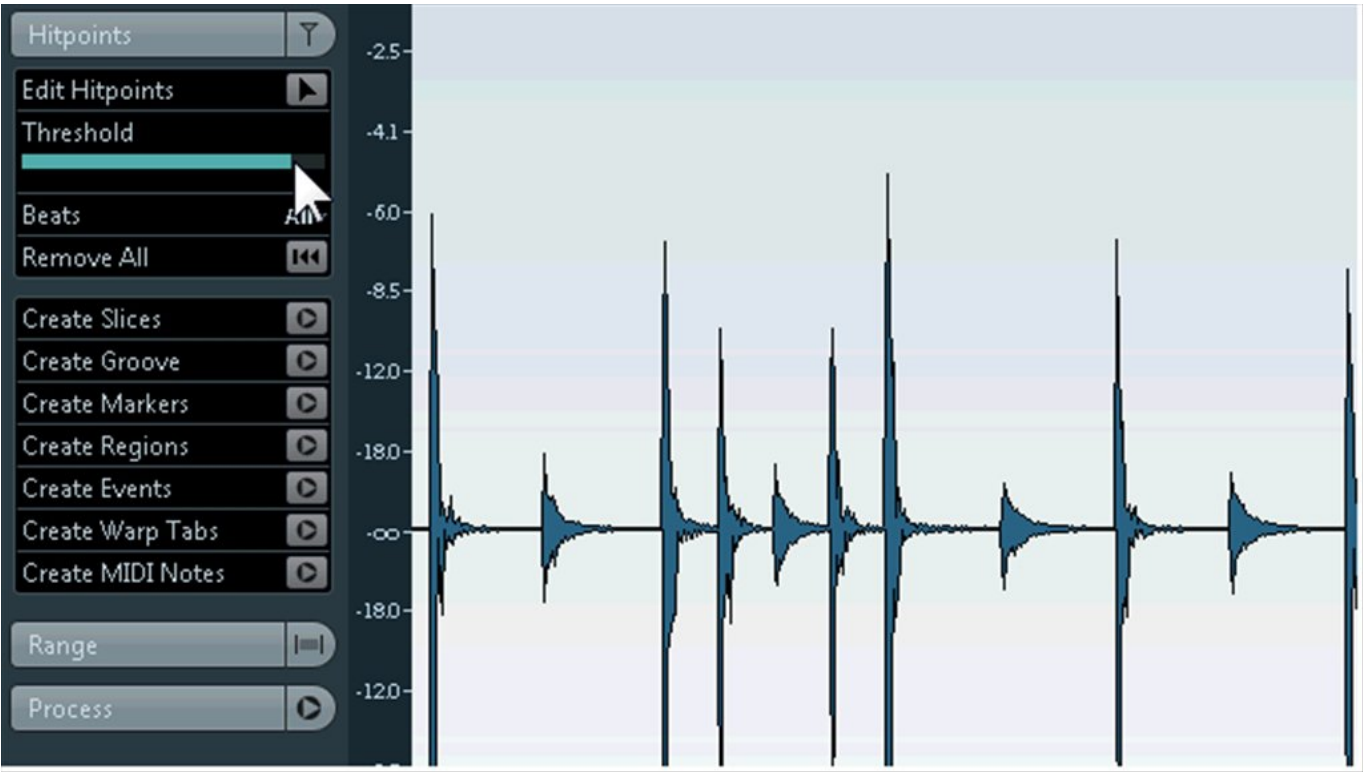 Hitpoints
Edit Hitpoints
Threshold
Beats
Remove All
Create Slices
Create Groove
Create Markers
Create Regions
Create Events
Create Warp Tabs
Create MIDI Notes
Range
Process
-2.5
-4.1
-6.0
-8.5
-12.0
-18.0
-∞
-18.0
-12.0